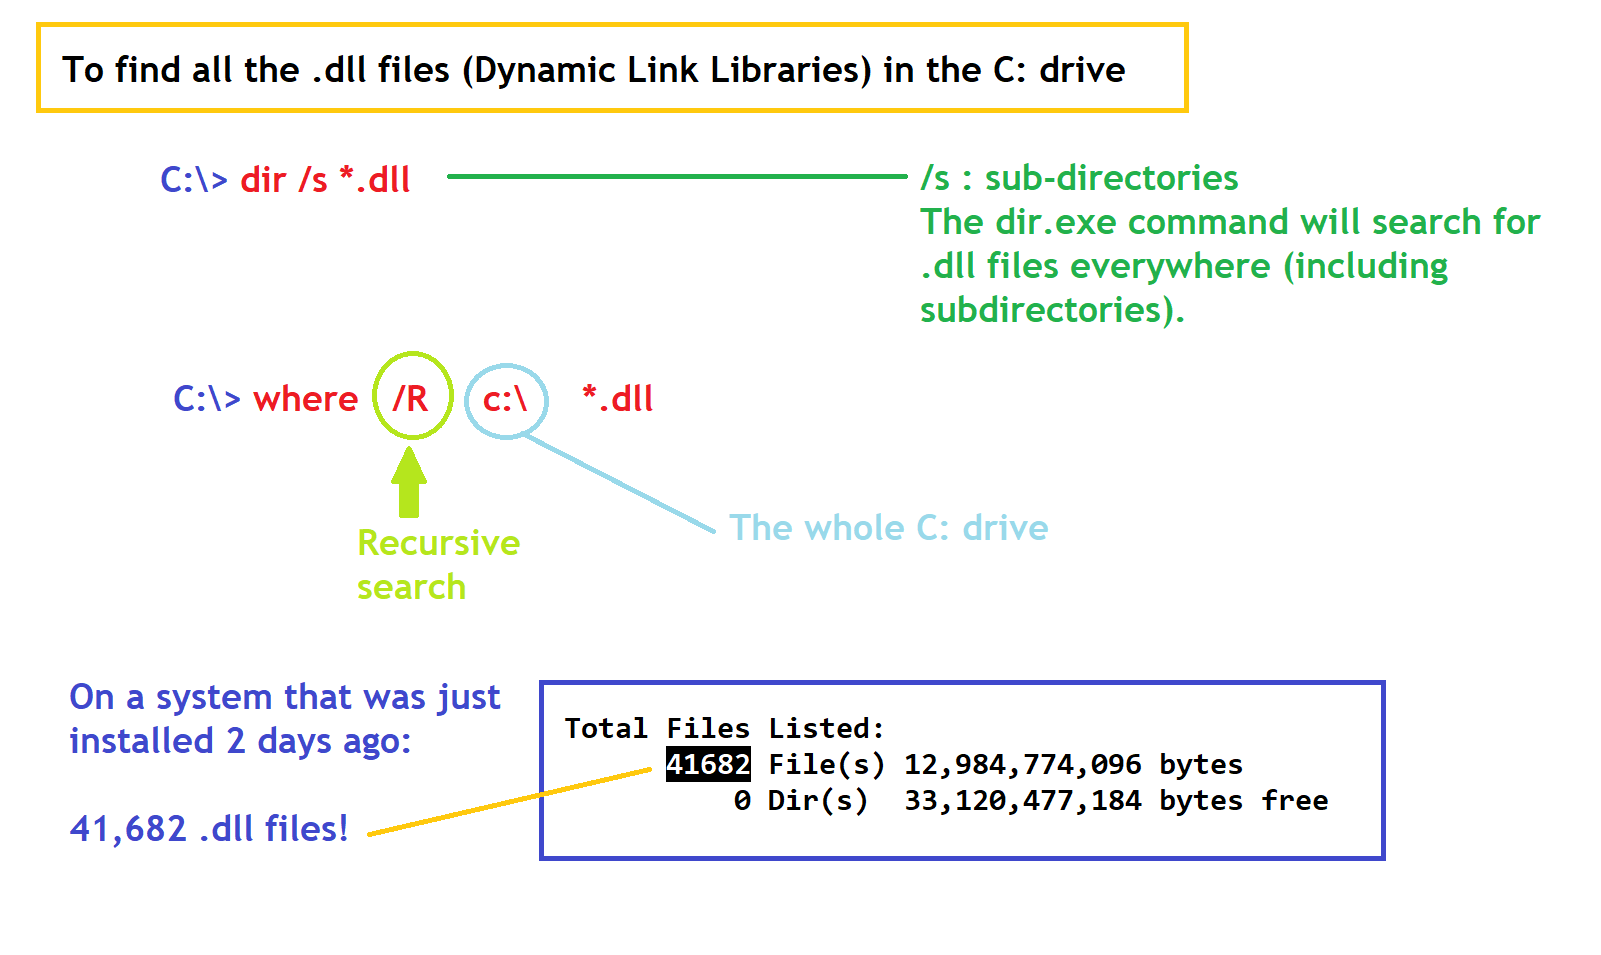 To find all the .dll files (Dynamic Link Libraries) in the C: drive
C:\> dir /s *.dll
/s : sub-directories
The dir.exe command will search for
.dll files everywhere (including
subdirectories).
C:\> where /R c:\ *.dll
The whole C: drive
Recursive
search
On a system that was just
installed 2 days ago:
41,682 .dll files!
Total Files Listed:
41682 File(s) 12,984,774,096 bytes
0 Dir(s) 33,120,477,184 bytes free